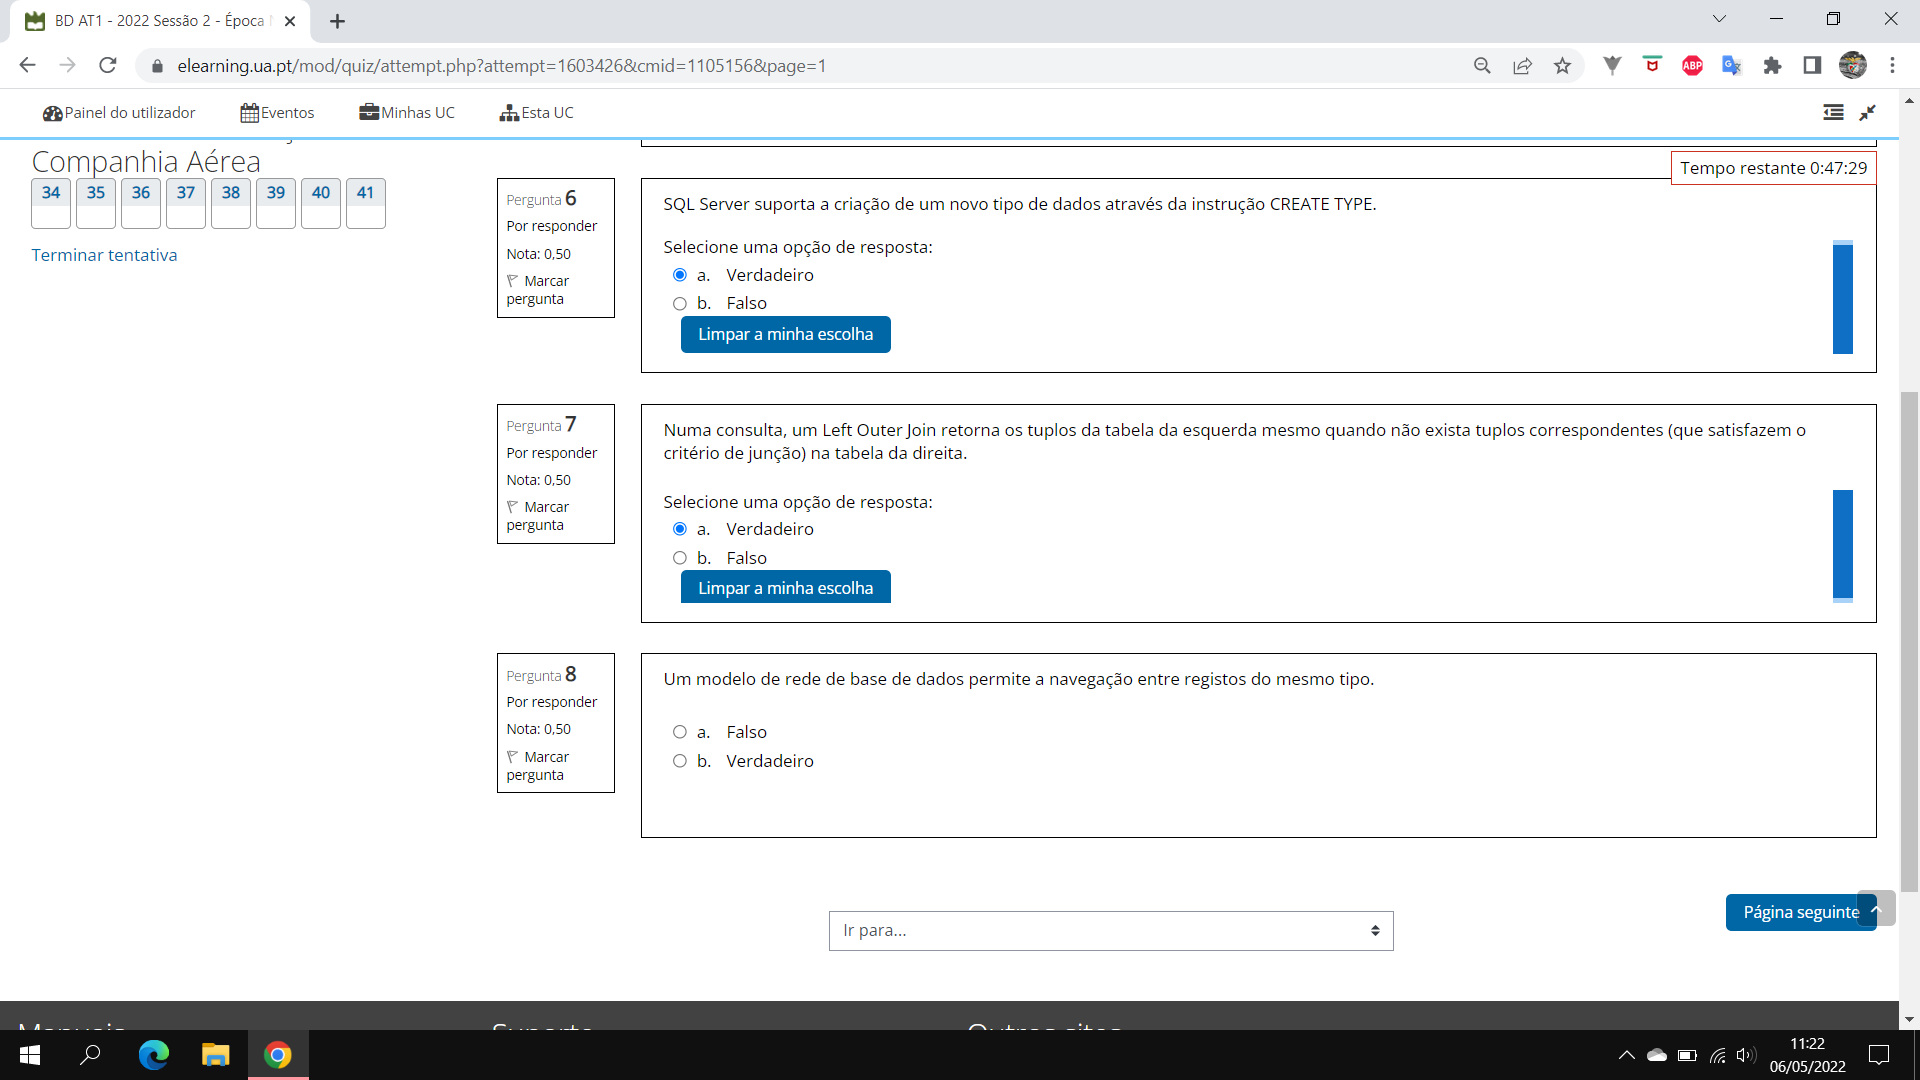 BD AT1 - 2022 Sessão 2 - Época
elearning.ua.pt/mod/quiz/attempt.php?attempt=1603426&cmid=1105156&page=1
ABP
Painel do utilizador
Eventos
Minhas UC
Esta UC
Companhia Aérea
34 35 36 37 38 39 40 41
Terminar tentativa
Tempo restante 0:47:29
Pergunta 6
Por responder
Nota: 0,50
Marcar
pergunta
SQL Server suporta a criação de um novo tipo de dados através da instrução CREATE TYPE.
Selecione uma opção de resposta:
a. Verdadeiro
b. Falso
Limpar a minha escolha
Pergunta 7
Por responder
Nota: 0,50
Marcar
pergunta
Numa consulta, um Left Outer Join retorna os tuplos da tabela da esquerda mesmo quando não exista tuplos correspondentes (que satisfazem o
critério de junção) na tabela da direita.
Selecione uma opção de resposta:
a. Verdadeiro
b. Falso
Limpar a minha escolha
Pergunta 8
Por responder
Nota: 0,50
Marcar
pergunta
Um modelo de rede de base de dados permite a navegação entre registos do mesmo tipo.
a. Falso
b. Verdadeiro
Página seguinte
Ir para...
Manuais
Suporte
Outros sites
11:22
06/05/2022